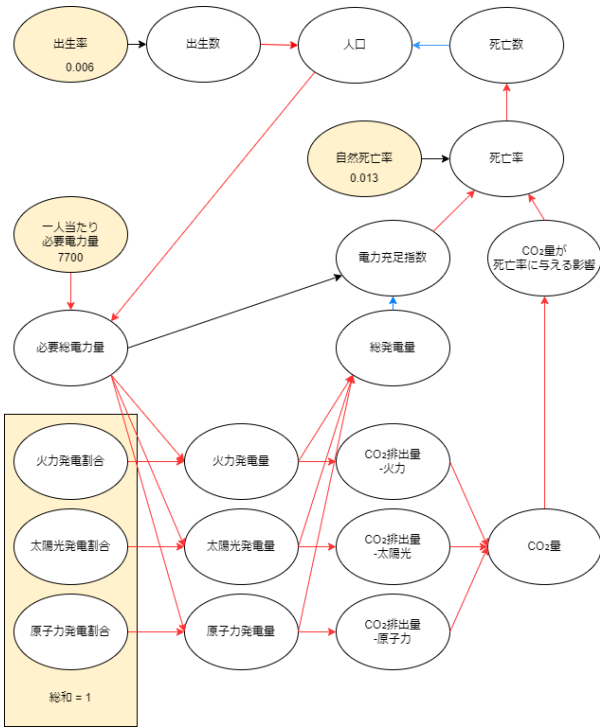 出生率
0.006
出生数
人口
死亡数
自然死亡率
0.013
死亡率
一人当たり
必要電力量
7700
電力充足指数
CO₂量が
死亡率に与える影響
必要総電力量
総発電量
火力発電割合
火力発電量
CO₂排出量
-火力
太陽光発電割合
太陽光発電量
CO₂排出量
-太陽光
CO₂量
原子力発電割合
原子力発電量
CO₂排出量
-原子力
総和 = 1